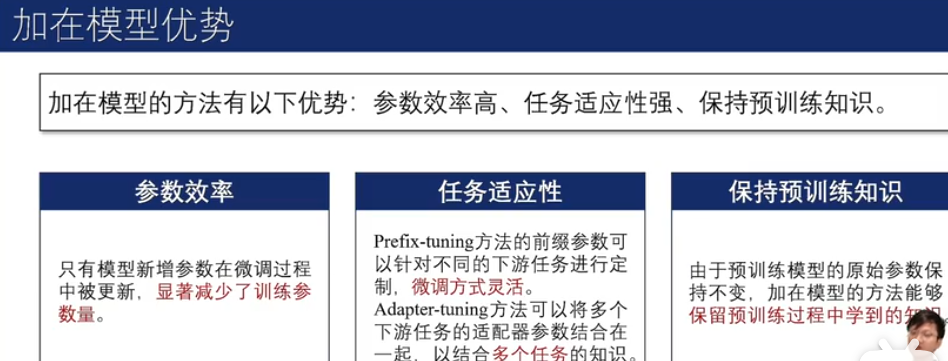 加在模型优势
加在模型的方法有以下优势：参数效率高、任务适应性强、保持预训练知识。
参数效率
只有模型新增参数在微调过程
中被更新，显著减少了训练参
数量。
任务适应性
Prefix-tuning方法的前缀参数可
以针对不同的下游任务进行定
制，微调方式灵活。
Adapter-tuning方法可以将多个
下游任务的适配器参数结合在
一起，以结合多个任务的知识。
保持预训练知识
由于预训练模型的原始参数保
持不变，加在模型的方法能够
保留预训练过程中学到的知